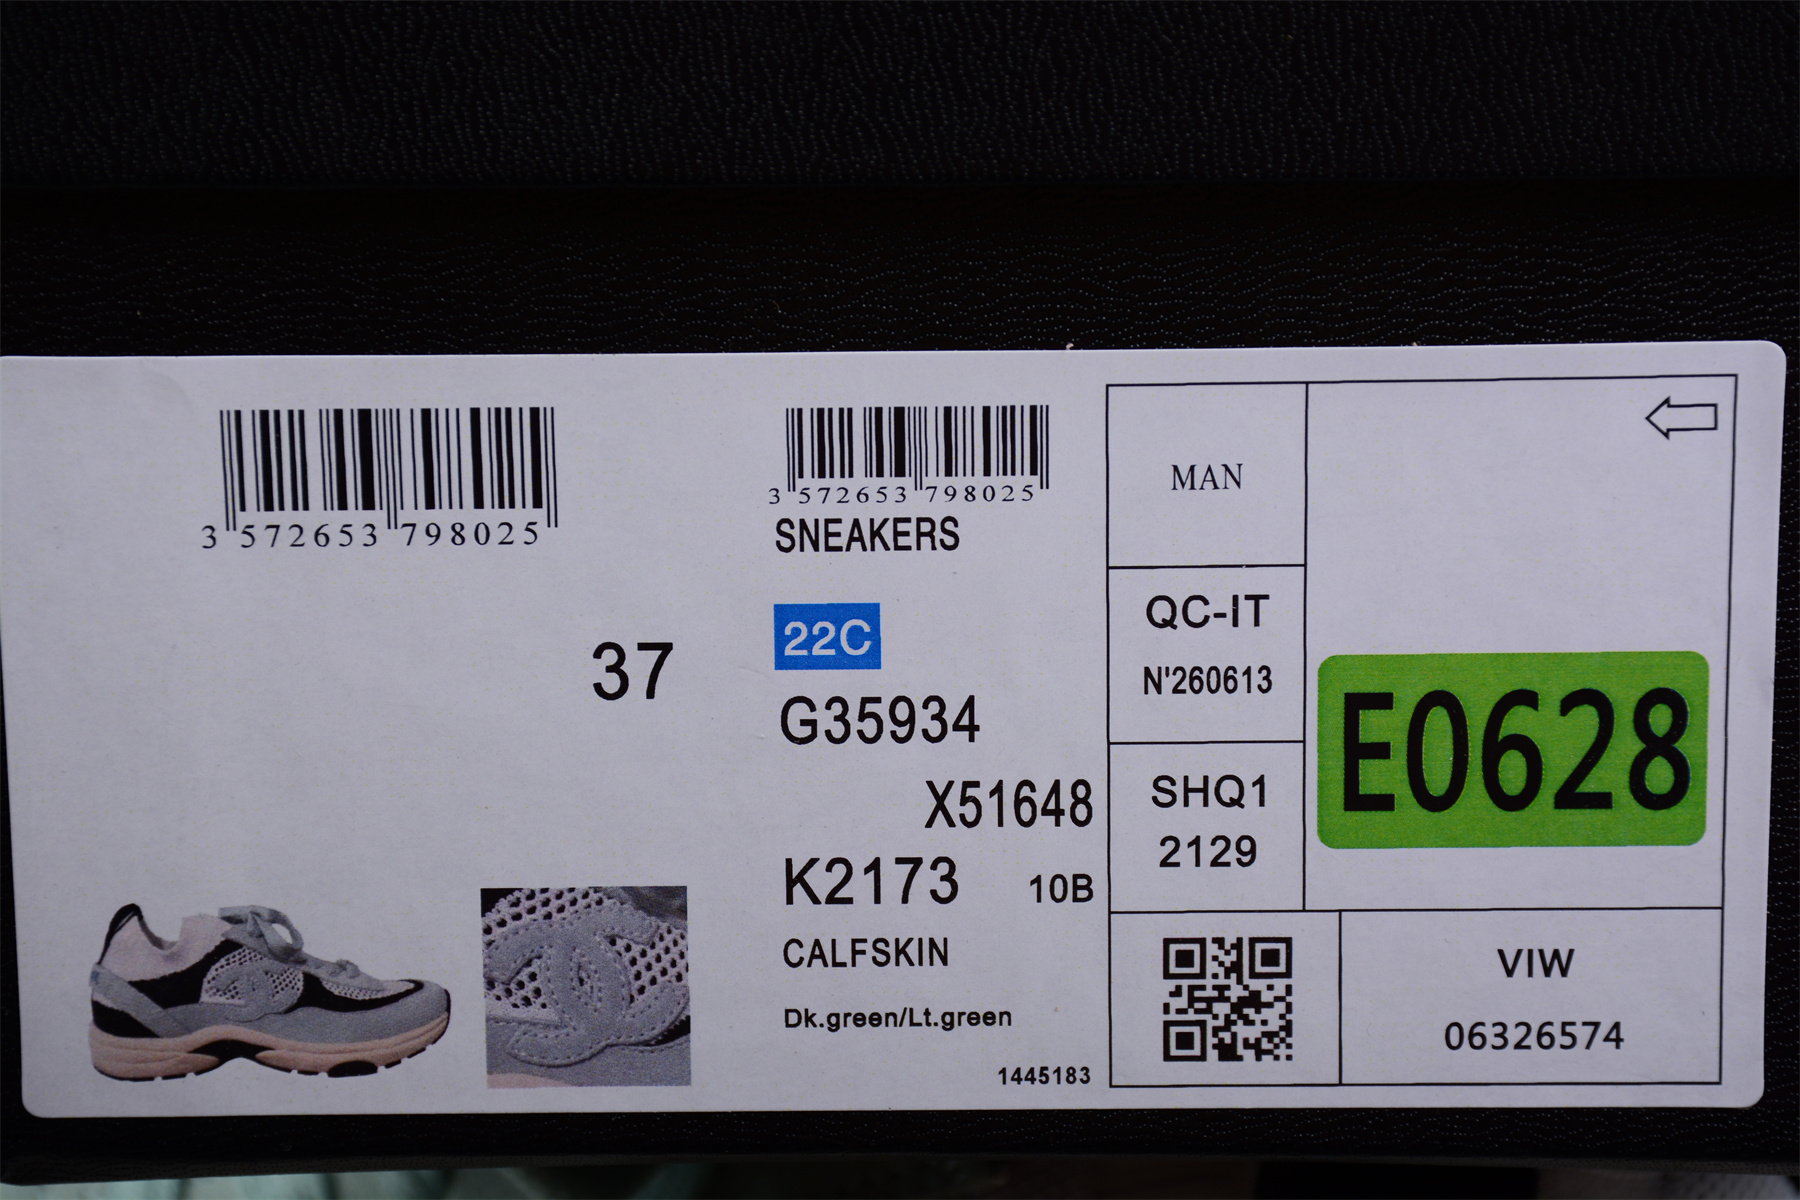 3 572653 798025
37
3 572653 798025
SNEAKERS
22C
G35934
X51648
K2173 10B
CALFSKIN
Dk.green/Lt.green
1445183
MAN
QC-IT
N'260613
SHQ1
2129
E0628
VIW
06326574